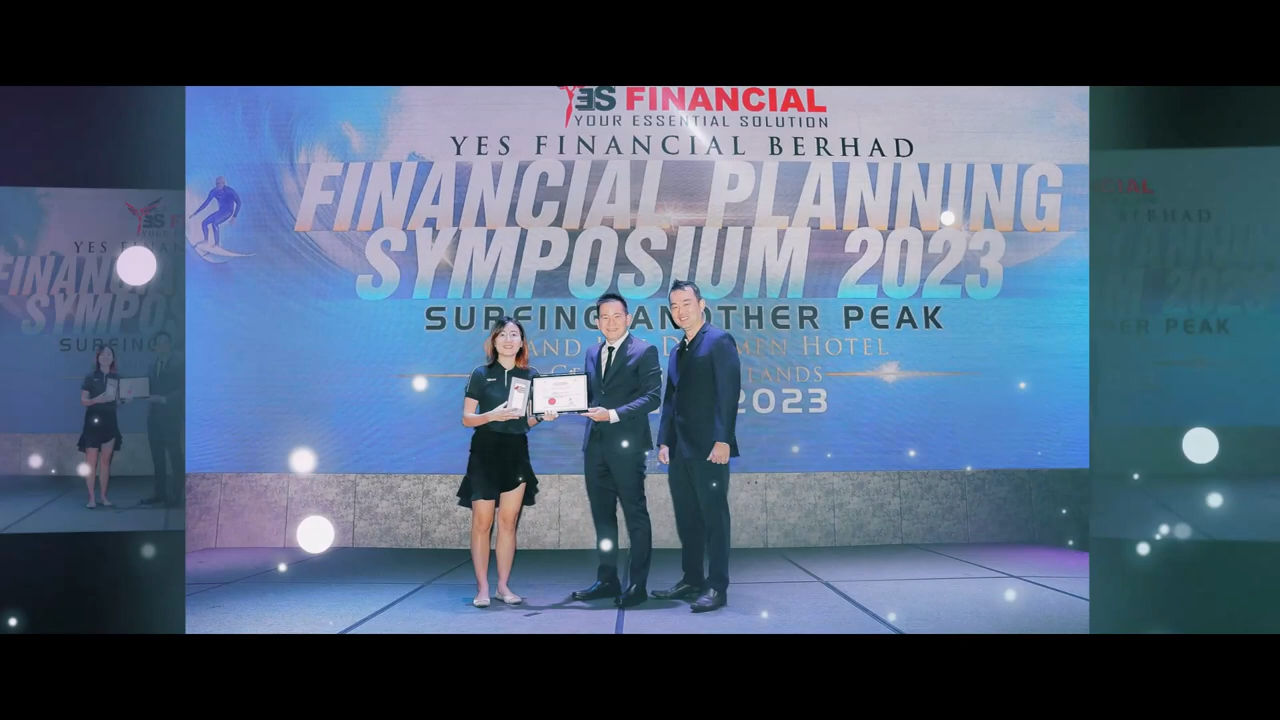 YES FINANCIAL
YOUR ESSENTIAL SOLUTION
YES FINANCIAL BERHAD
FINANCIAL PLANNING
SYMPOSIUM 2023
SURFING ANOTHER PEAK
HOTEL
2023